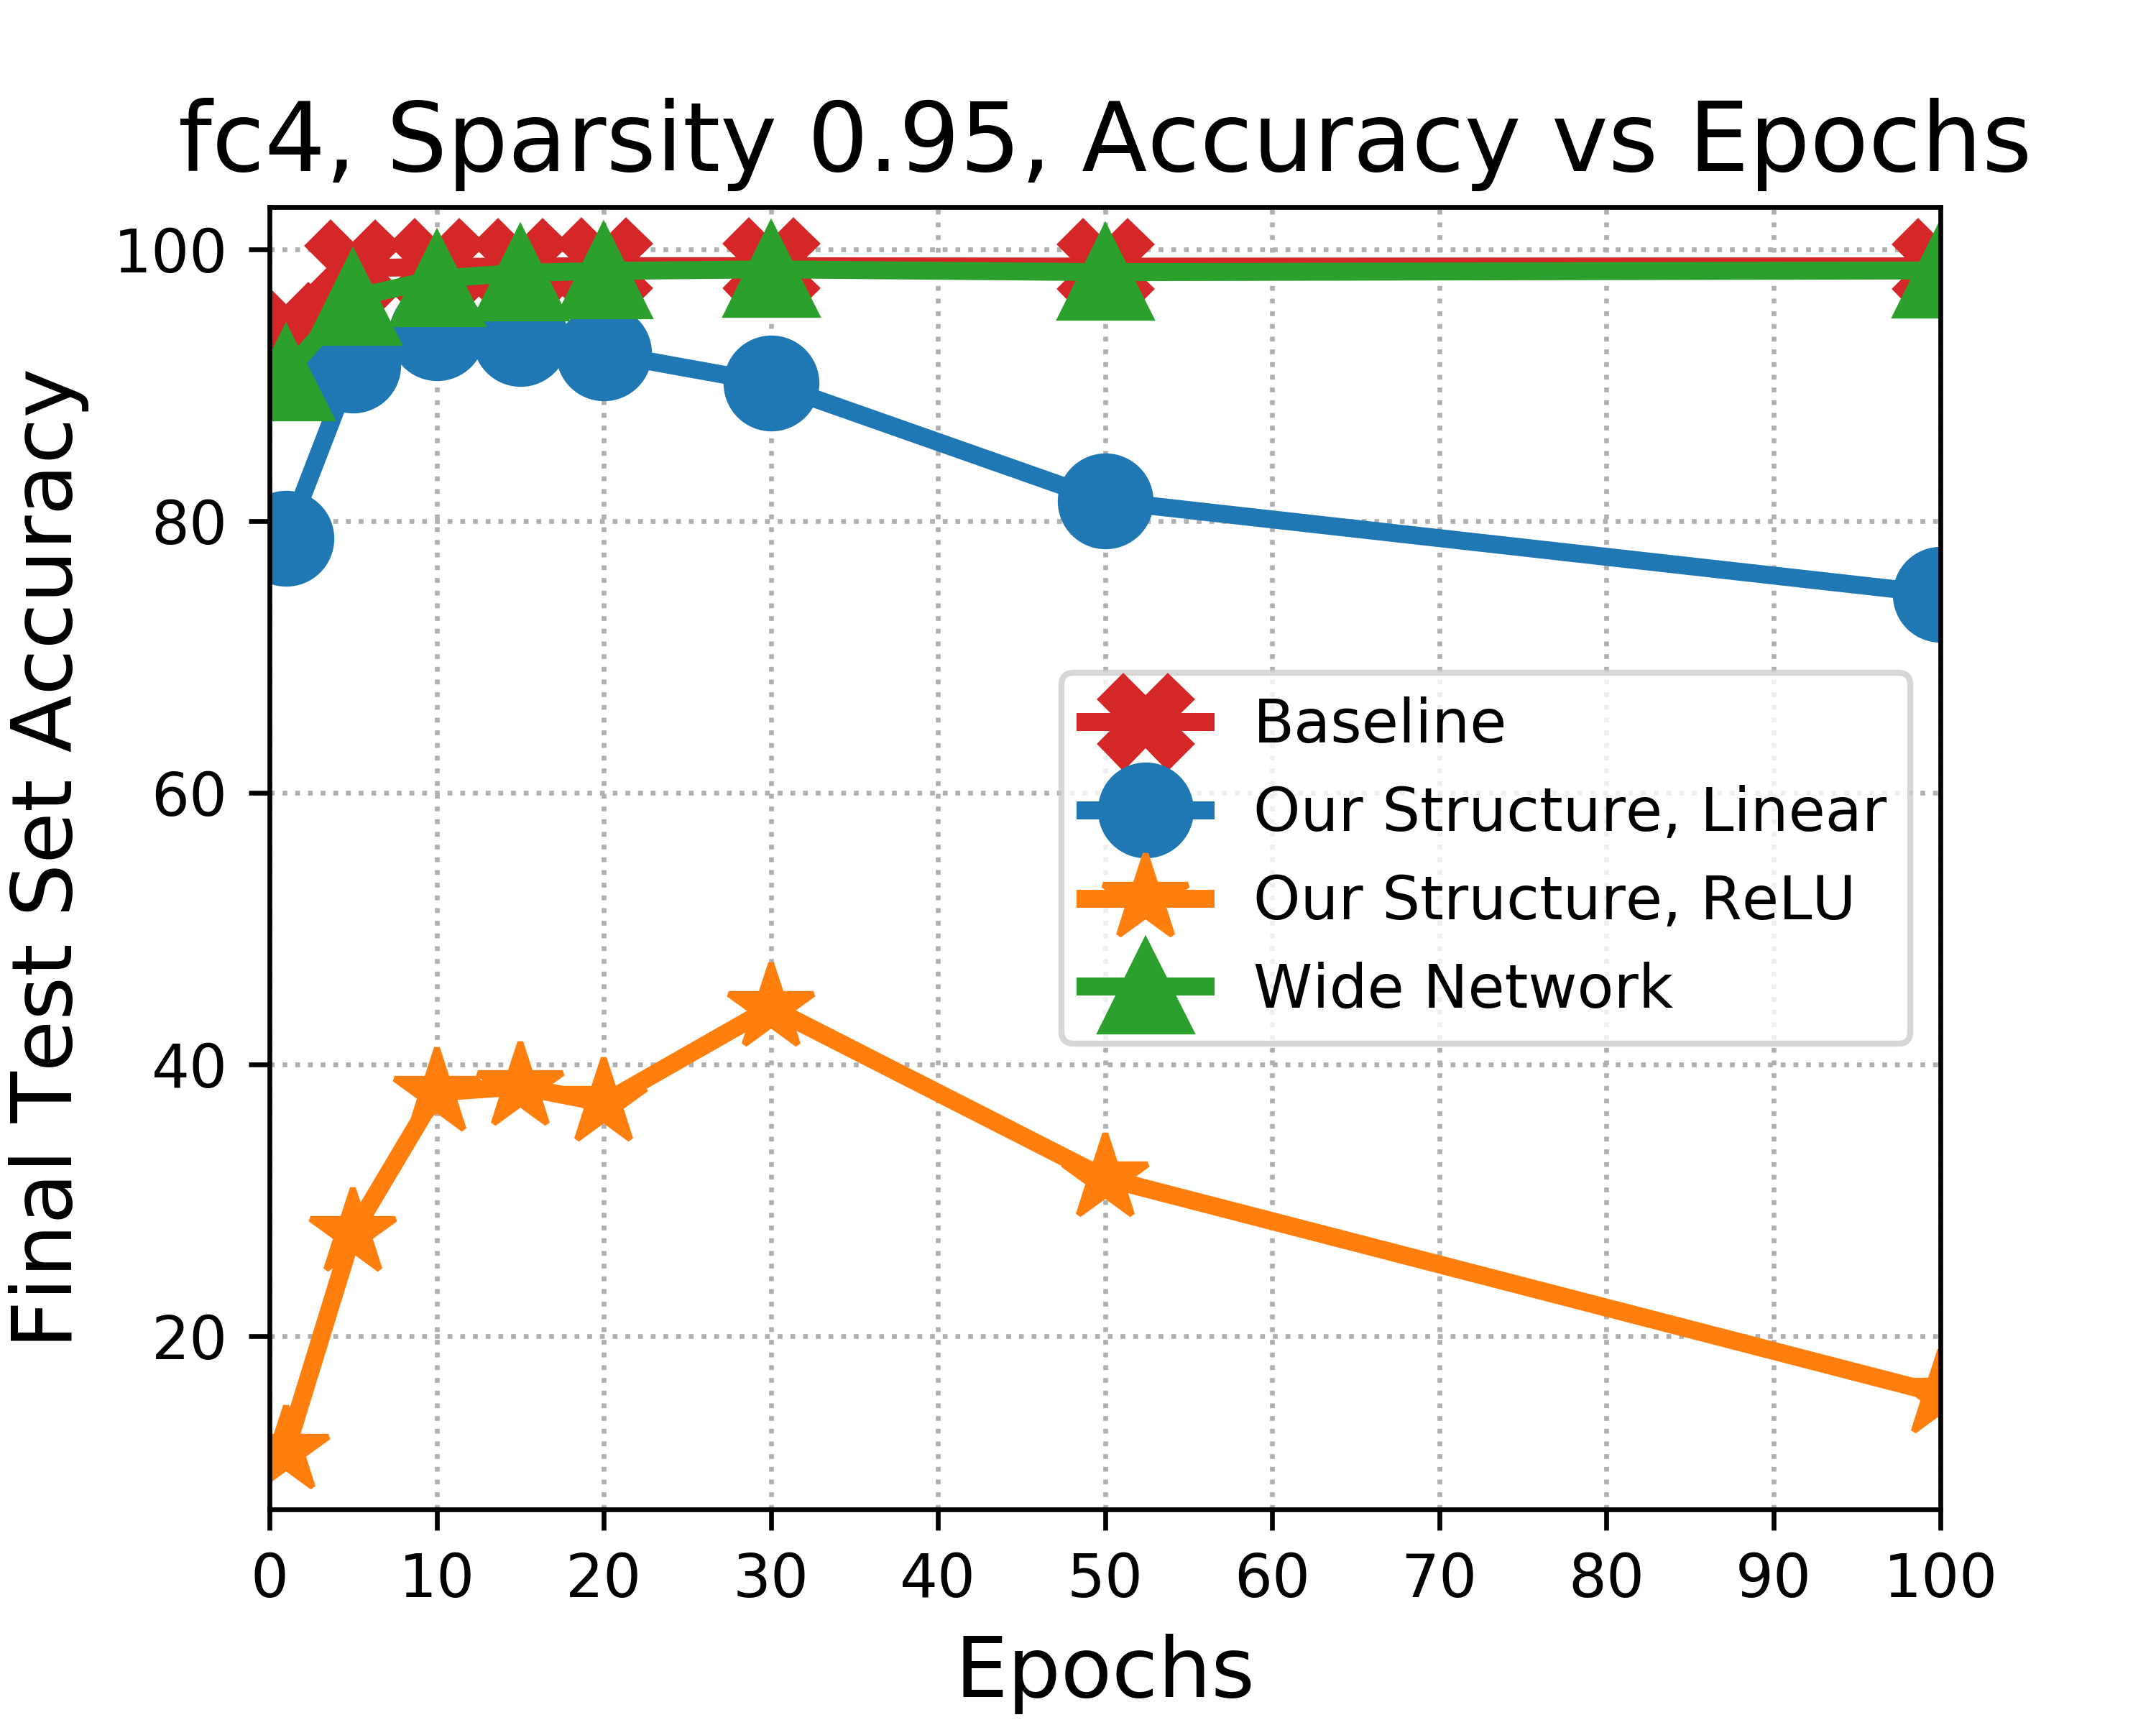 fc4, Sparsity 0.95, Accuracy vs Epochs
Final Test Set Accuracy
100
80
60
40
20
Baseline
Our Structure, Linear
Our Structure, ReLU
Wide Network
0 10 20 30 40 50 60 70 80 90 100
Epochs